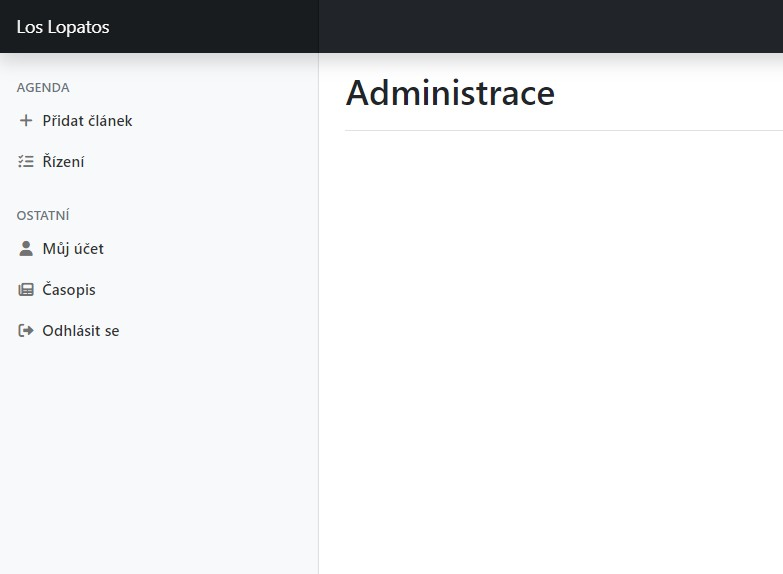 Los Lopatos
AGENDA
Přidat článek
Řízení
OSTATNÍ
Můj účet
Časopis
Odhlásit se
Administrace